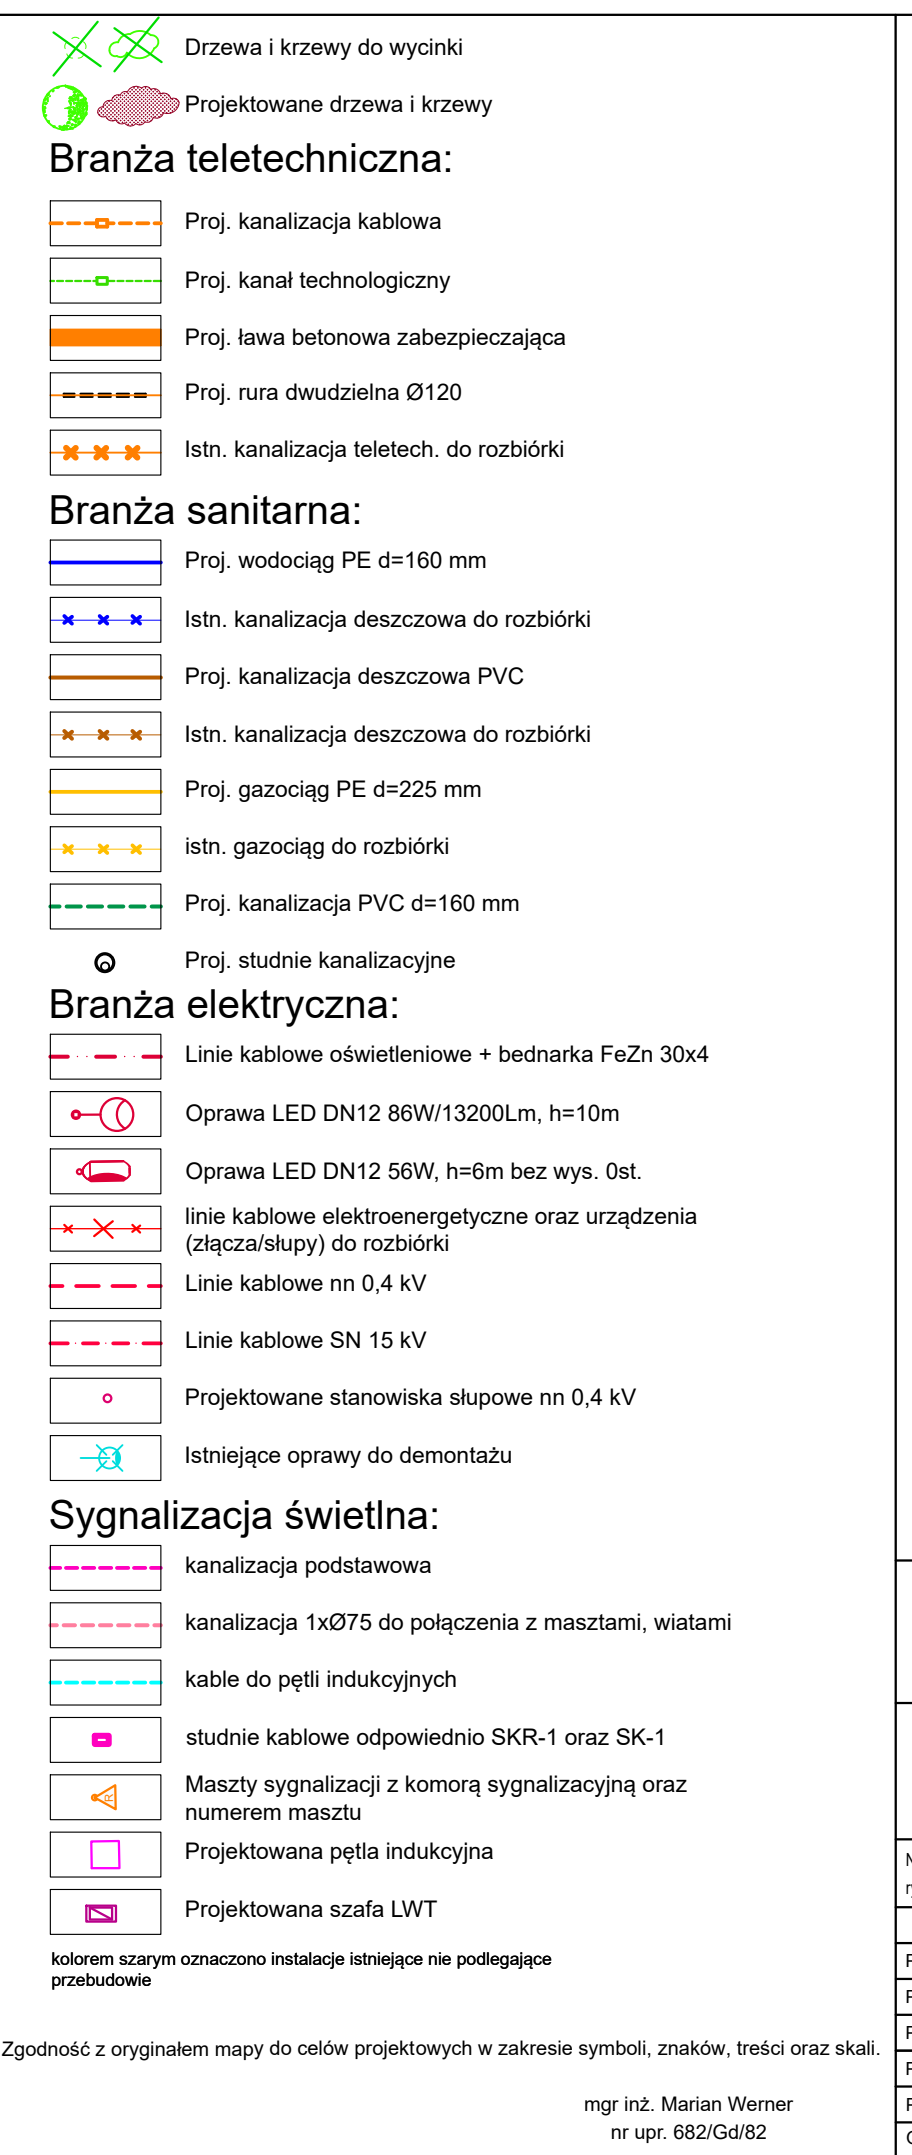 Drzewa i krzewy do wycinki
Projektowane drzewa i krzewy
Branża teletechniczna:
Proj. kanalizacja kablowa
Proj. kanał technologiczny
Proj. ława betonowa zabezpieczająca
Proj. rura dwudzielna Ø120
Istn. kanalizacja teletech. do rozbiórki
Branża sanitarna:
Proj. wodociąg PE d=160 mm
Istn. kanalizacja deszczowa do rozbiórki
Proj. kanalizacja deszczowa PVC
Istn. kanalizacja deszczowa do rozbiórki
Proj. gazociąg PE d=225 mm
istn. gazociąg do rozbiórki
Proj. kanalizacja PVC d=160 mm
Proj. studnie kanalizacyjne
Branża elektryczna:
Linie kablowe oświetleniowe + bednarka FeZn 30x4
Oprawa LED DN12 86W/13200Lm, h=10m
Oprawa LED DN12 56W, h=6m bez wys. 0st.
linie kablowe elektroenergetyczne oraz urządzenia
(złącza/słupy) do rozbiórki
Linie kablowe nn 0,4 kV
Linie kablowe SN 15 kV
Projektowane stanowiska słupowe nn 0,4 kV
Istniejące oprawy do demontażu
Sygnalizacja świetlna:
kanalizacja podstawowa
kanalizacja 1xØ75 do połączenia z masztami, wiatami
kable do pętli indukcyjnych
studnie kablowe odpowiednio SKR-1 oraz SK-1
R
Maszty sygnalizacji z komorą sygnalizacyjną oraz
numerem masztu
Projektowana pętla indukcyjna
Projektowana szafa LWT
kolorem szarym oznaczono instalacje istniejące nie podlegające
przebudowie
Zgodność z oryginałem mapy do celów projektowych w zakresie symboli, znaków, treści oraz skali.
mgr inż. Marian Werner
nr upr. 682/Gd/82